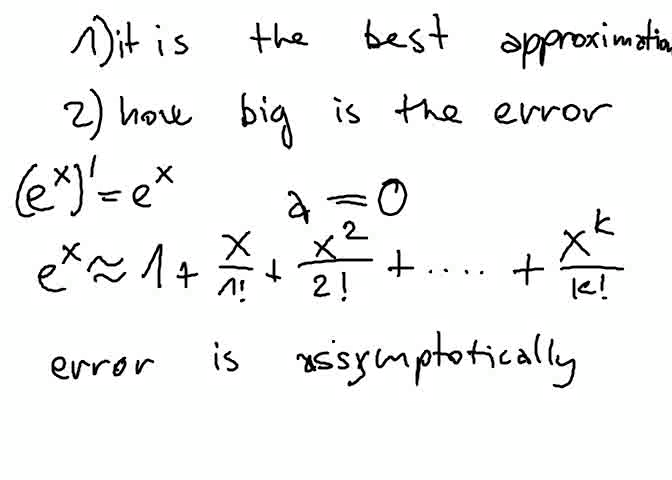 1) it is the best approximation
2) how big is the error
(e^x)' = e^x a = 0
e^x ≈ 1 + x/1! + x^2/2! + .... + x^k/k!
error is assymptotically